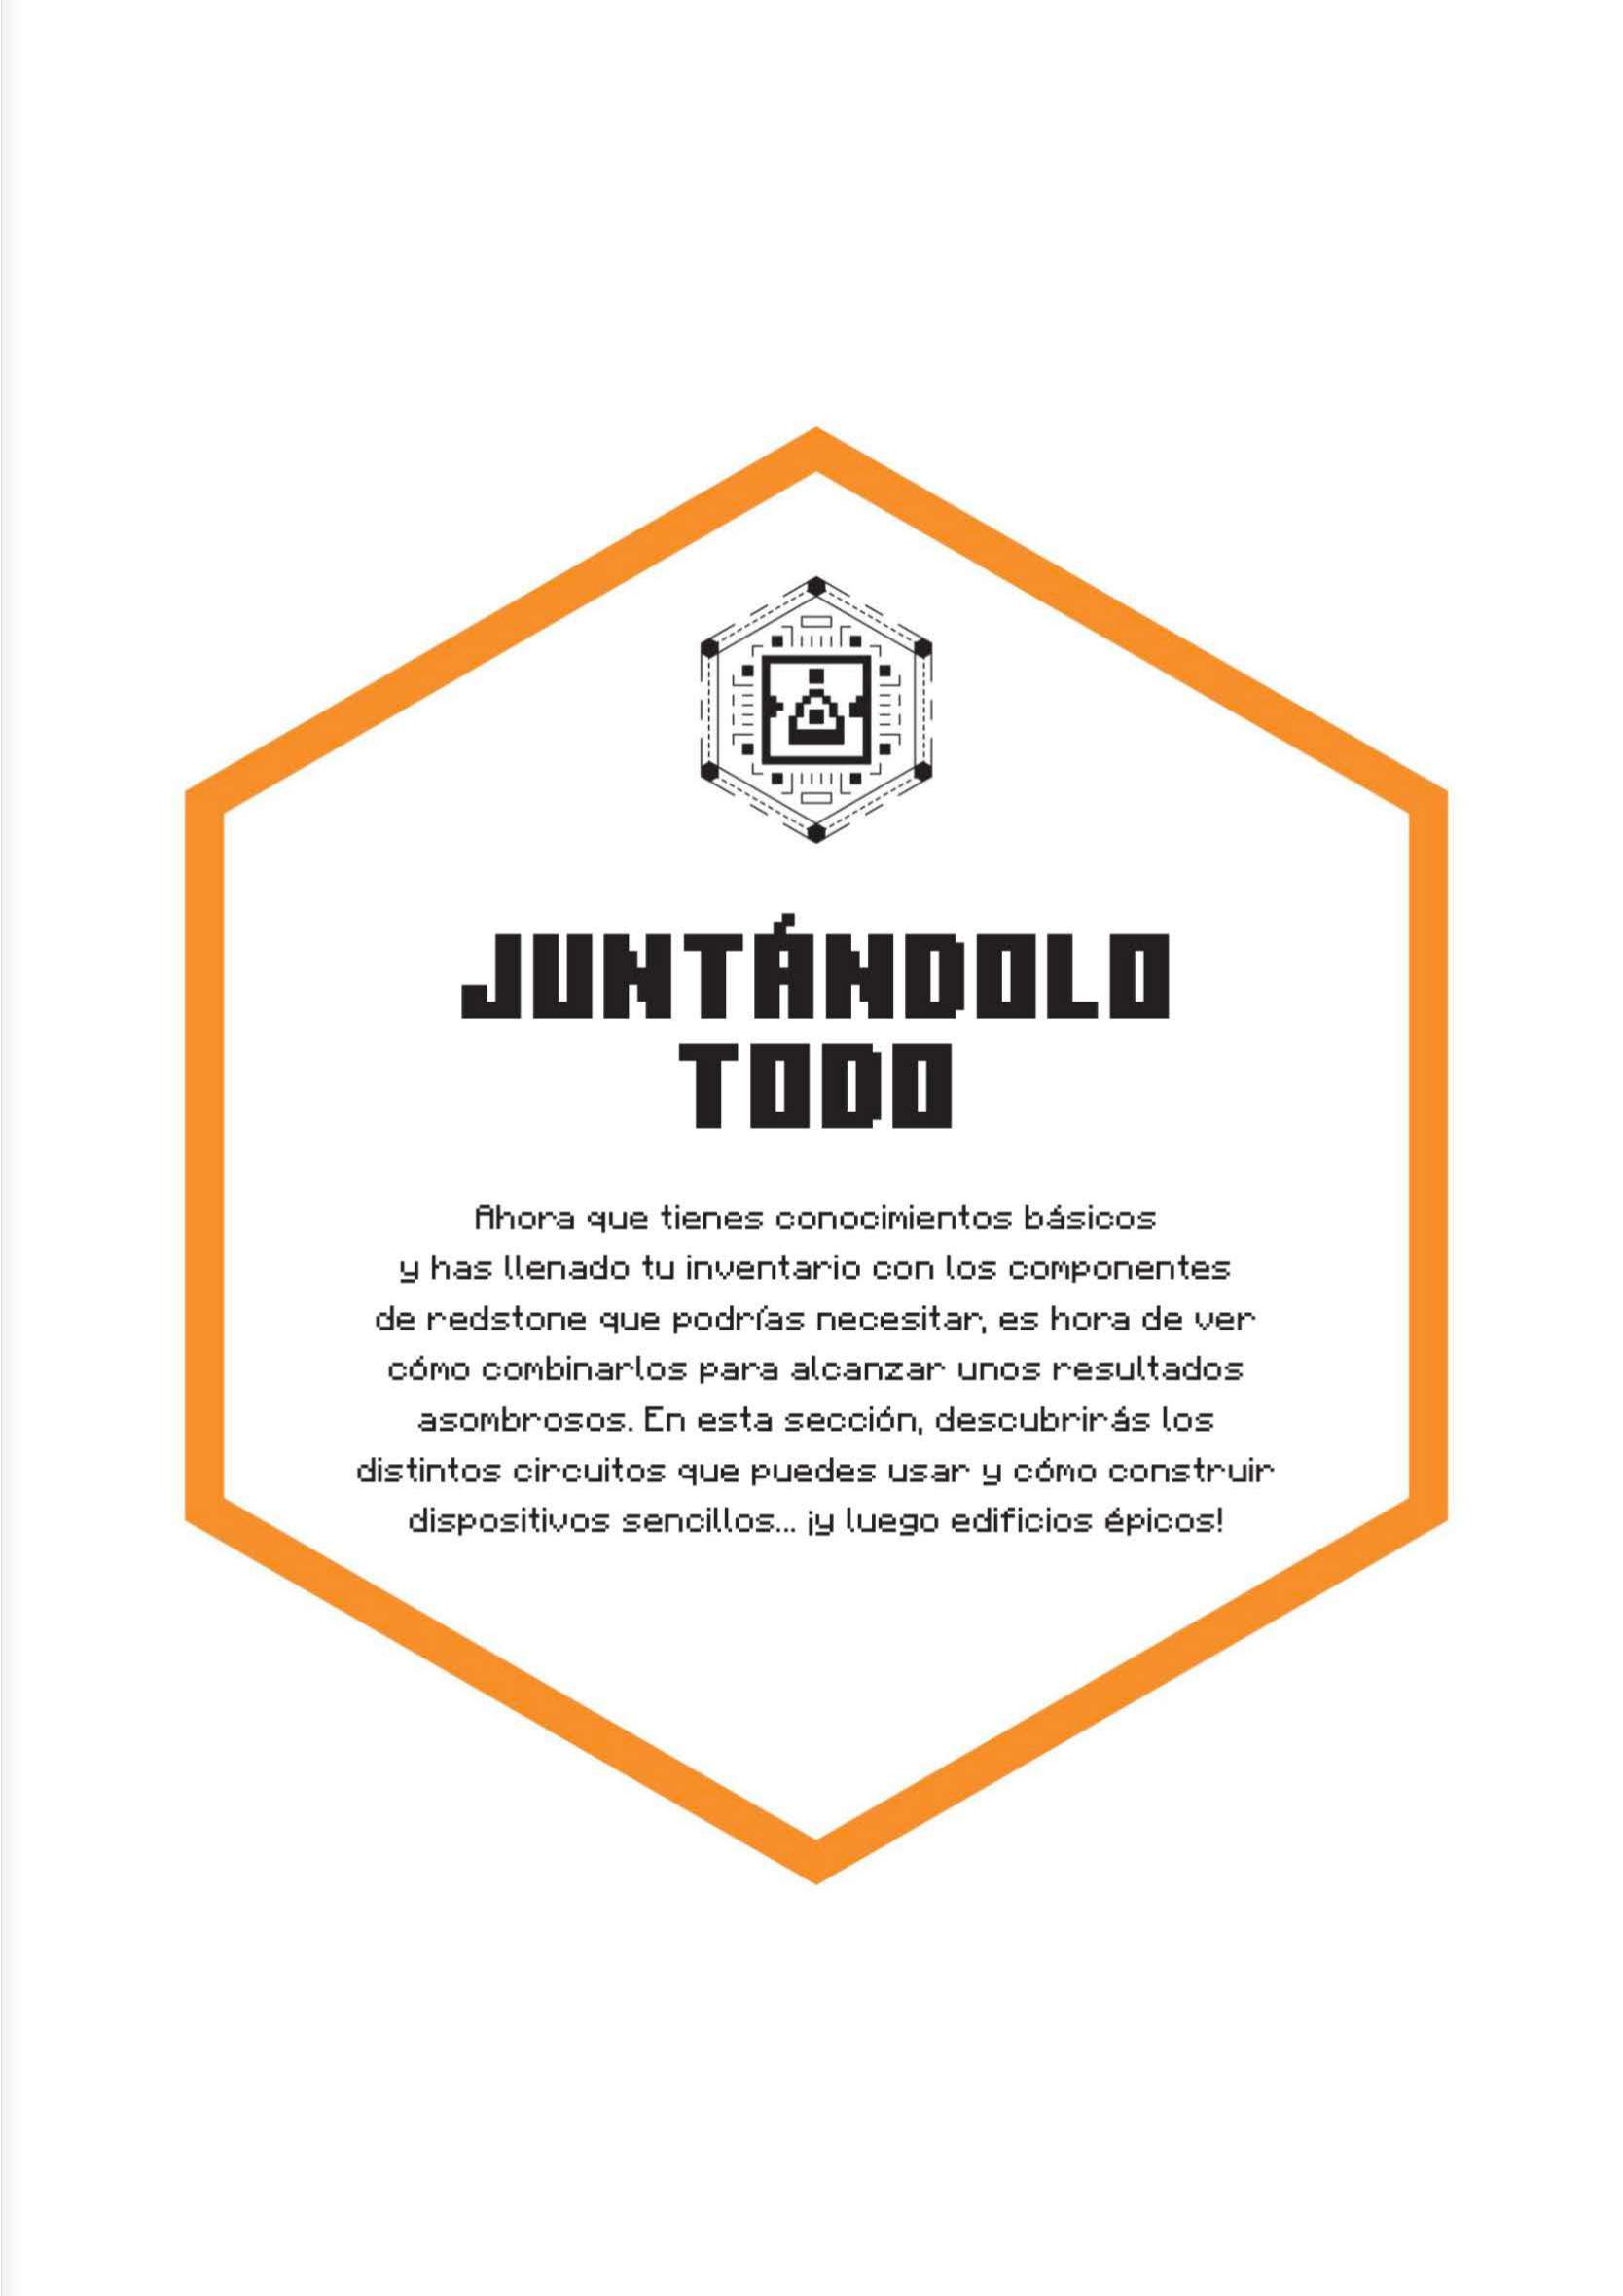 JUNTÁNDOLO
TODO
Ahora que tienes conocimientos básicos
y has llenado tu inventario con los componentes
de redstone que podrías necesitar, es hora de ver
cómo combinarlos para alcanzar unos resultados
asombrosos. En esta sección, descubrirás los
distintos circuitos que puedes usar y cómo construir
dispositivos sencillos... ¡y luego edificios épicos!